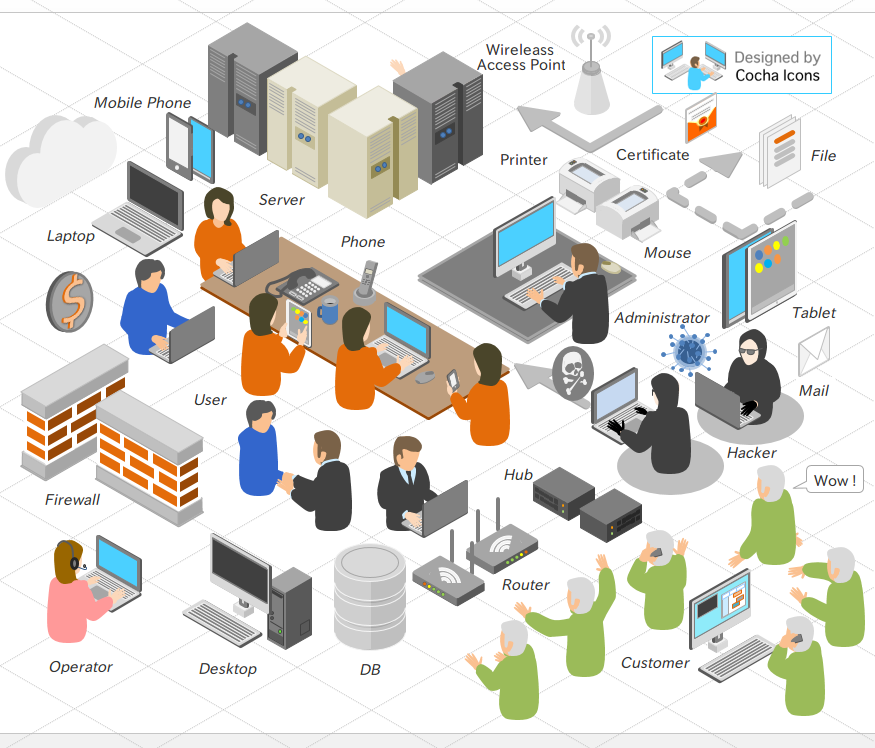 Wireleass
Access Point
Designed by
Cocha Icons
Mobile Phone
Printer
Certificate
File
Server
Laptop
Phone
Mouse
Administrator
Tablet
User
Mail
Hacker
Firewall
Hub
Wow !
Router
Operator
Desktop
DB
Customer